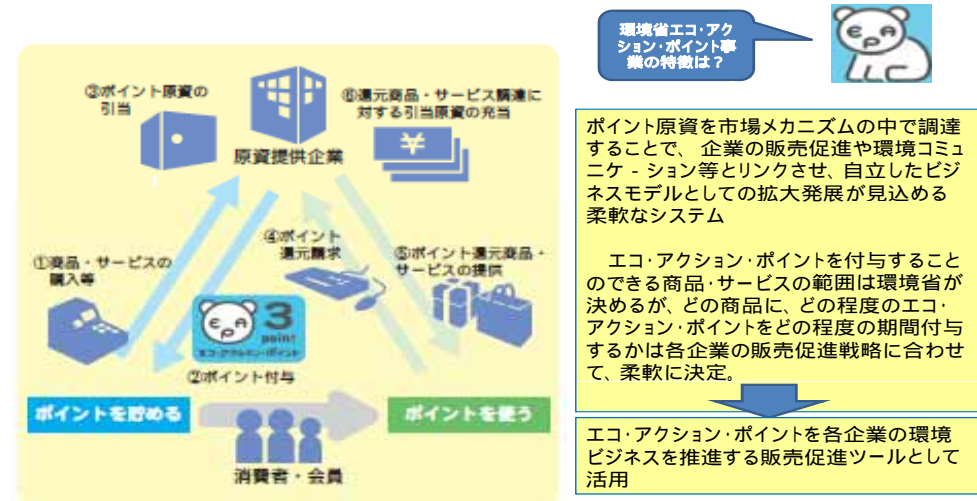 ③ポイント原資の
引当
⑥還元商品・サービス調達に
対する引当原資の充当
原資提供企業
④ポイント
還元請求
①商品・サービスの
購入等
⑤ポイント還元商品・
サービスの提供
3
point
エコ・アクション・ポイント
②ポイント付与
ポイントを貯める
ポイントを使う
消費者・会員
環境省エコ・アク
ション・ポイント事
業の特徴は？
ポイント原資を市場メカニズムの中で調達
することで、 企業の販売促進や環境コミュ
ニケ‐ション等とリンクさせ、自立したビジ
ネスモデルとしての拡大発展が見込める
柔軟なシステム
エコ・アクション・ポイントを付与すること
のできる商品・サービスの範囲は環境省が
決めるが、どの商品に、どの程度のエコ・
アクション・ポイントをどの程度の期間付与
するかは各企業の販売促進戦略に合わせ
て、柔軟に決定。
エコ・アクション・ポイントを各企業の環境
ビジネスを推進する販売促進ツールとして
活用